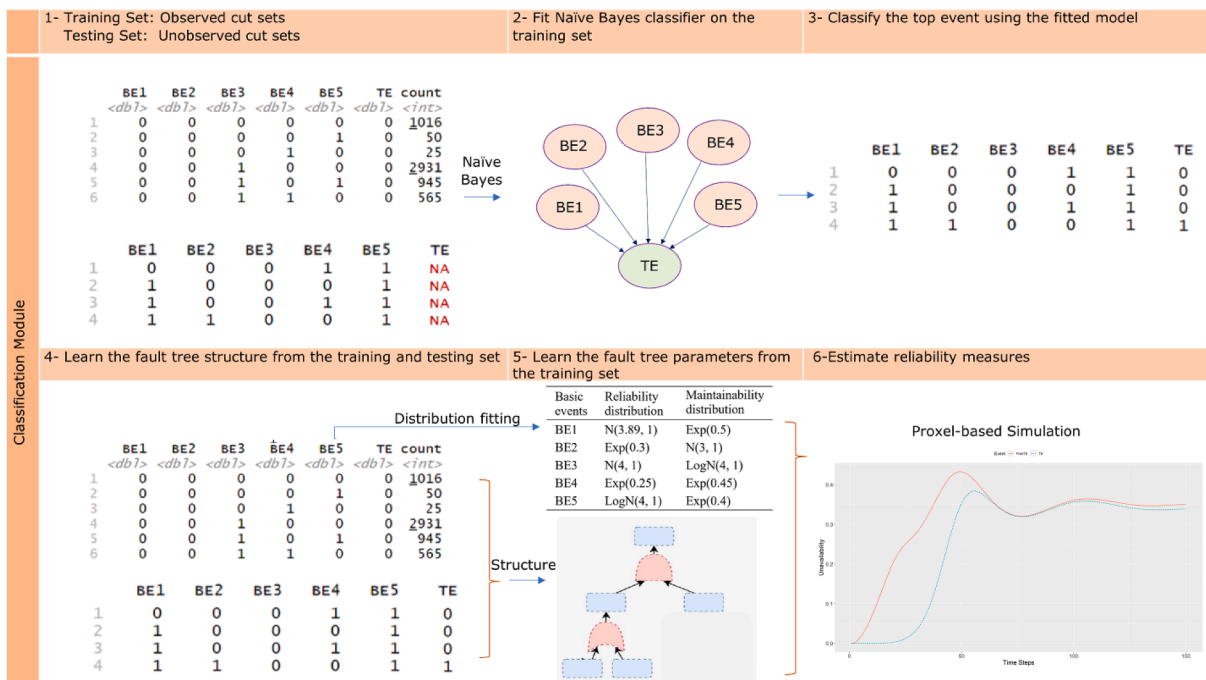 1- Training Set: Observed cut sets
Testing Set: Unobserved cut sets
2- Fit Naïve Bayes classifier on the
training set
3- Classify the top event using the fitted model
Classification Module
BE1 BE2 BE3 BE4 BE5 TE count
<dbl> <dbl> <dbl> <dbl> <dbl> <dbl> <int>
1 0 0 0 0 0 0 1016
2 0 0 0 0 1 0 50
3 0 0 0 1 0 0 25
4 0 0 1 0 0 0 2931
5 0 0 1 0 1 0 945
6 0 0 1 1 0 0 565
BE1 BE2 BE3 BE4 BE5 TE
1 0 0 0 1 1 NA
2 1 0 0 0 1 NA
3 1 0 0 1 1 NA
4 1 1 0 0 1 NA
Naïve
Bayes
BE1
BE2
BE3
BE4
BE5
TE
BE1 BE2 BE3 BE4 BE5 TE
1 0 0 0 1 1 0
2 1 0 0 0 1 0
3 1 0 0 1 1 0
4 1 1 0 0 1 1
4- Learn the fault tree structure from the training and testing set
5- Learn the fault tree parameters from
the training set
6-Estimate reliability measures
Distribution fitting
BE1 BE2 BE3 BE4 BE5 TE count
<dbl> <dbl> <dbl> <dbl> <dbl> <dbl> <int>
1 0 0 0 0 0 0 1016
2 0 0 0 0 1 0 50
3 0 0 0 1 0 0 25
4 0 0 1 0 0 0 2931
5 0 0 1 0 1 0 945
6 0 0 1 1 0 0 565
BE1 BE2 BE3 BE4 BE5 TE
1 0 0 0 1 1 0
2 1 0 0 0 1 0
3 1 0 0 1 1 0
4 1 1 0 0 1 1
Structure
Basic events Reliability distribution Maintainability distribution
BE1 N(3.89, 1) Exp(0.5)
BE2 Exp(0.3) N(3, 1)
BE3 N(4, 1) LogN(4, 1)
BE4 Exp(0.25) Exp(0.45)
BE5 LogN(4, 1) Exp(0.4)
Proxel-based Simulation
Event PredTE TE
Unavailability
0.4
0.3
0.2
0.1
0.0
0 50 100 150
Time Steps